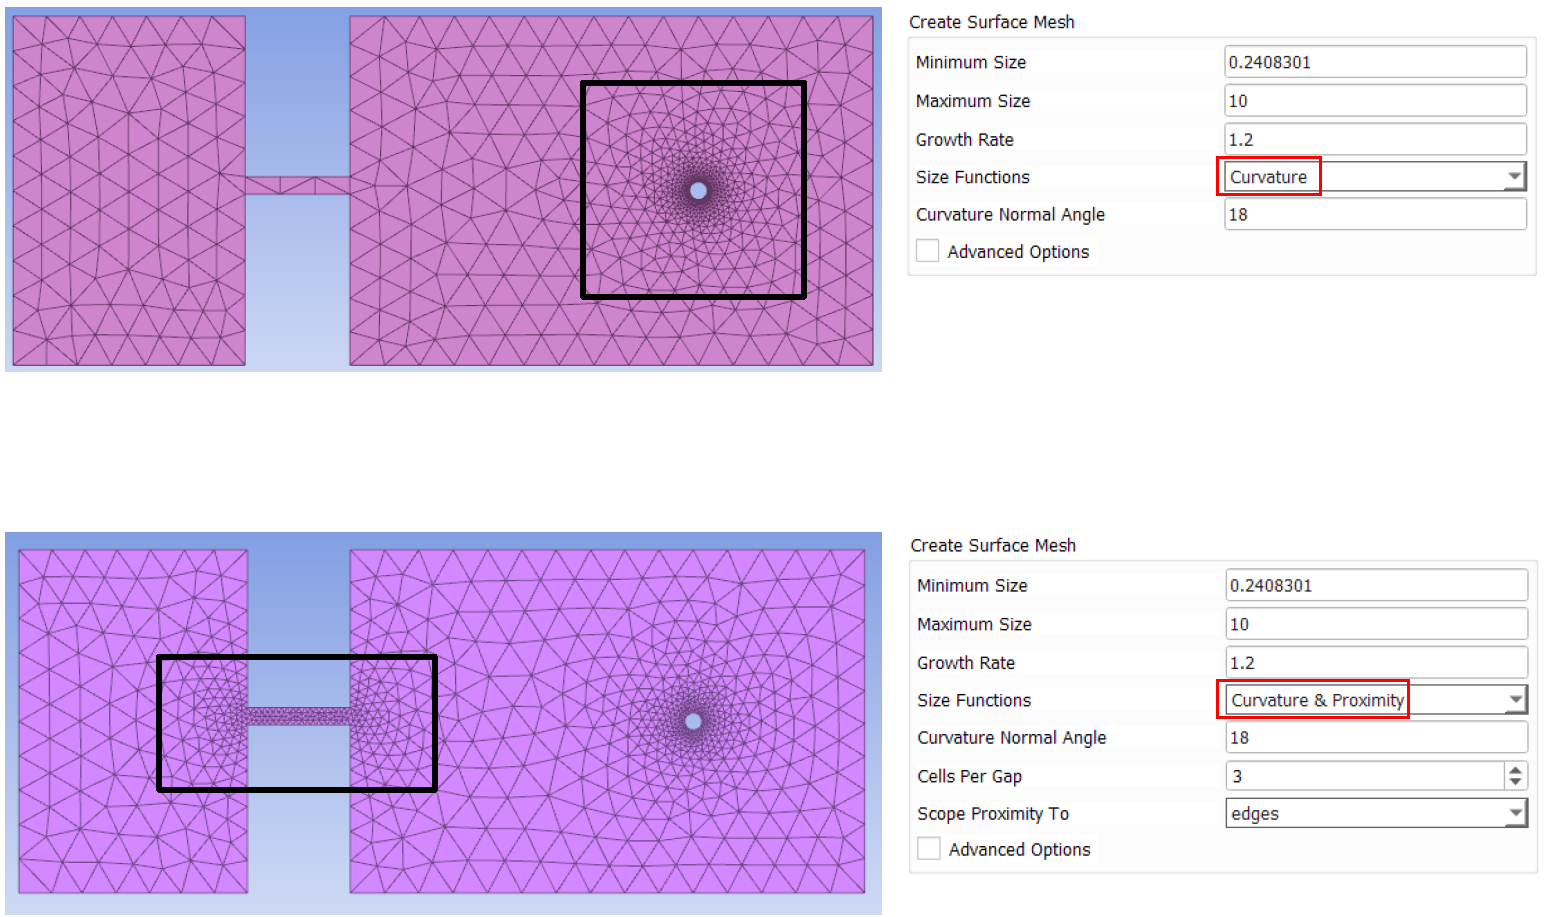 Create Surface Mesh
Minimum Size 0.2408301
Maximum Size 10
Growth Rate 1.2
Size Functions Curvature
Curvature Normal Angle 18
Advanced Options
Create Surface Mesh
Minimum Size 0.2408301
Maximum Size 10
Growth Rate 1.2
Size Functions Curvature & Proximity
Curvature Normal Angle 18
Cells Per Gap 3
Scope Proximity To edges
Advanced Options